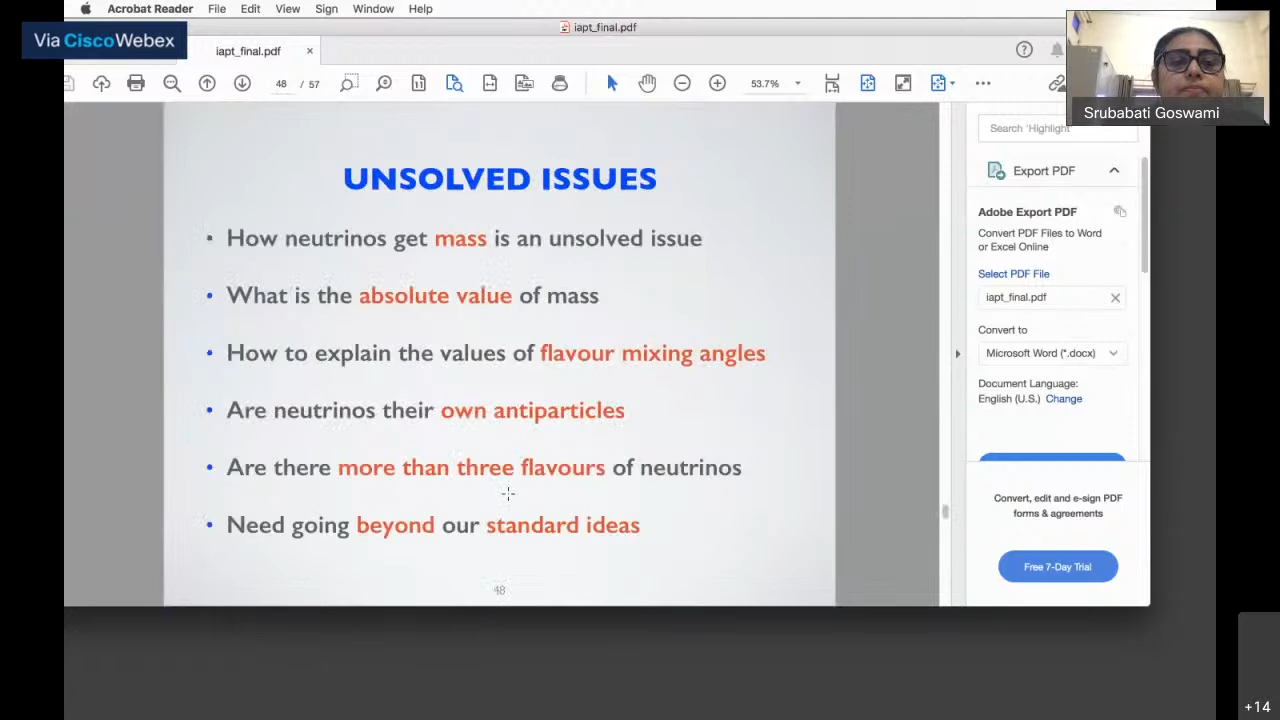 Acrobat Reader File Edit View Sign Window Help
iapt_final.pdf
Via Cisco Webex
iapt_final.pdf ×
48 / 57
53.7%
Srubabati Goswami
Search 'Highlight'
UNSOLVED ISSUES
• How neutrinos get mass is an unsolved issue
• What is the absolute value of mass
• How to explain the values of flavour mixing angles
• Are neutrinos their own antiparticles
• Are there more than three flavours of neutrinos
• Need going beyond our standard ideas
48
Export PDF
Adobe Export PDF
Convert PDF Files to Word
or Excel Online
Select PDF File
iapt_final.pdf
Convert to
Microsoft Word (*.docx)
Document Language:
English (U.S.) Change
Convert, edit and e-sign PDF
forms & agreements
Free 7-Day Trial
+14